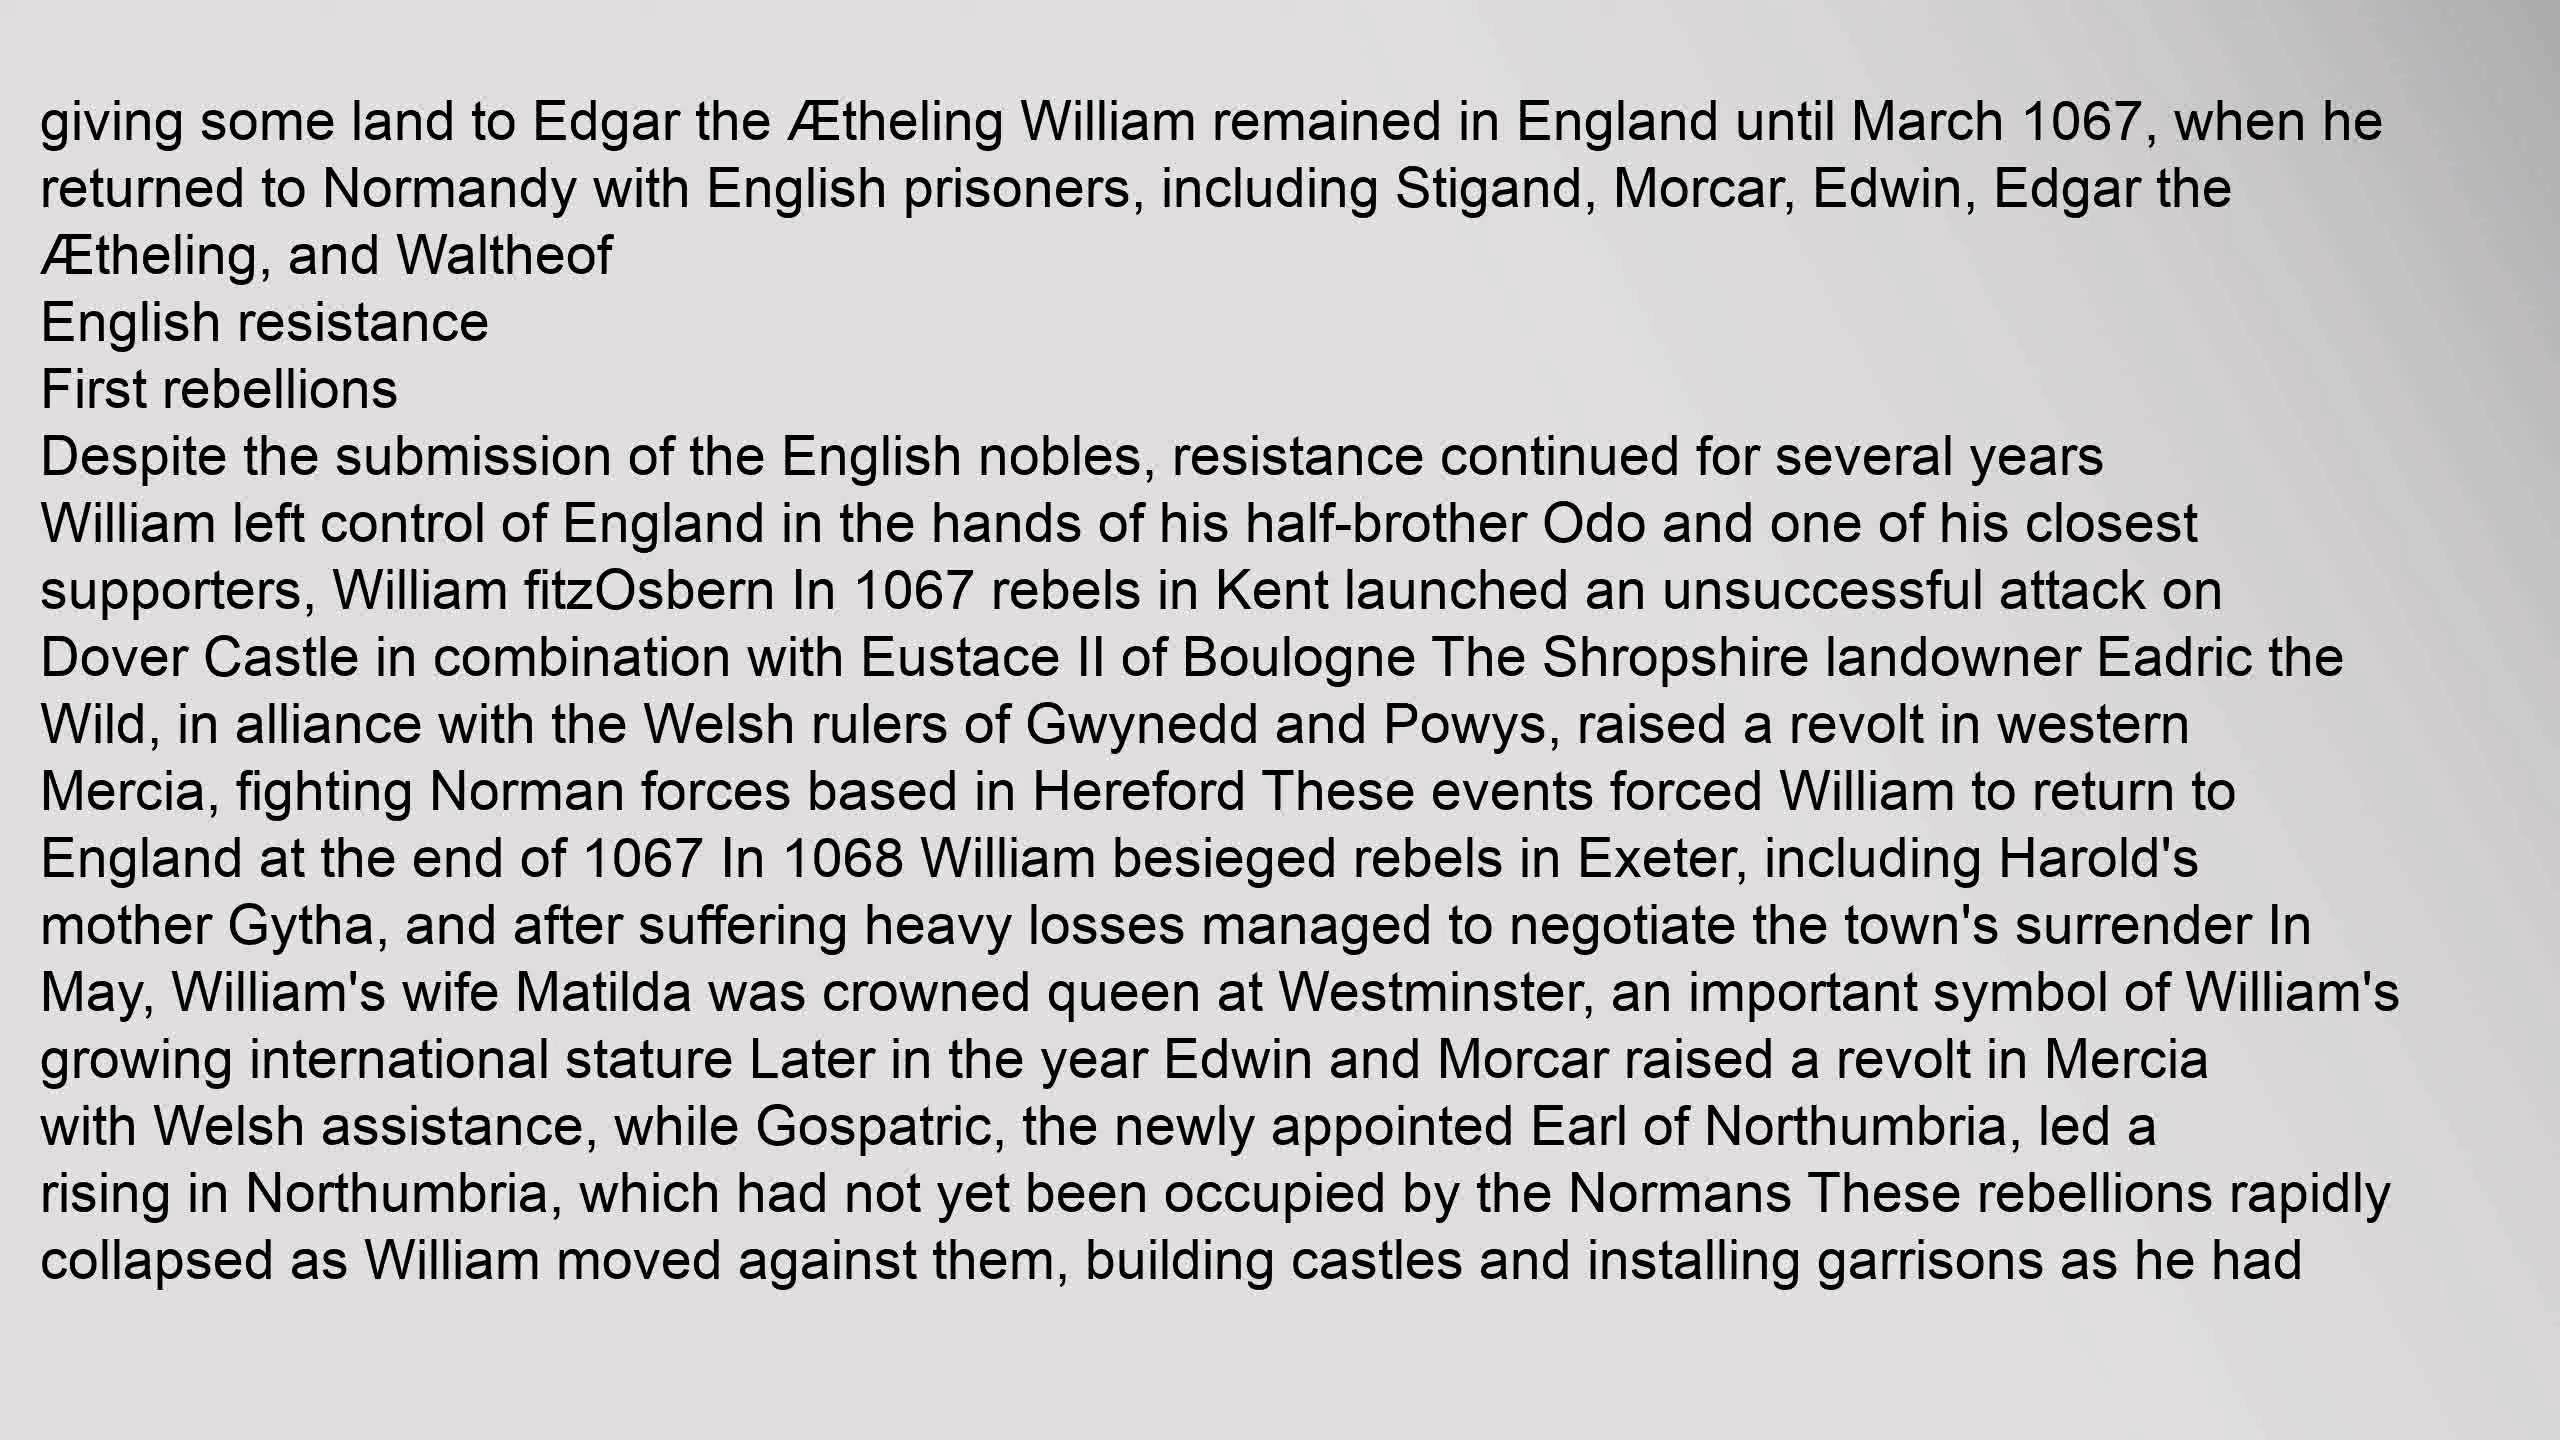 giving some land to Edgar the Ætheling William remained in England until March 1067, when he
returned to Normandy with English prisoners, including Stigand, Morcar, Edwin, Edgar the
Ætheling, and Waltheof
English resistance
First rebellions
Despite the submission of the English nobles, resistance continued for several years
William left control of England in the hands of his half-brother Odo and one of his closest
supporters, William fitzOsbern In 1067 rebels in Kent launched an unsuccessful attack on
Dover Castle in combination with Eustace II of Boulogne The Shropshire landowner Eadric the
Wild, in alliance with the Welsh rulers of Gwynedd and Powys, raised a revolt in western
Mercia, fighting Norman forces based in Hereford These events forced William to return to
England at the end of 1067 In 1068 William besieged rebels in Exeter, including Harold's
mother Gytha, and after suffering heavy losses managed to negotiate the town's surrender In
May, William's wife Matilda was crowned queen at Westminster, an important symbol of William's
growing international stature Later in the year Edwin and Morcar raised a revolt in Mercia
with Welsh assistance, while Gospatric, the newly appointed Earl of Northumbria, led a
rising in Northumbria, which had not yet been occupied by the Normans These rebellions rapidly
collapsed as William moved against them, building castles and installing garrisons as he had